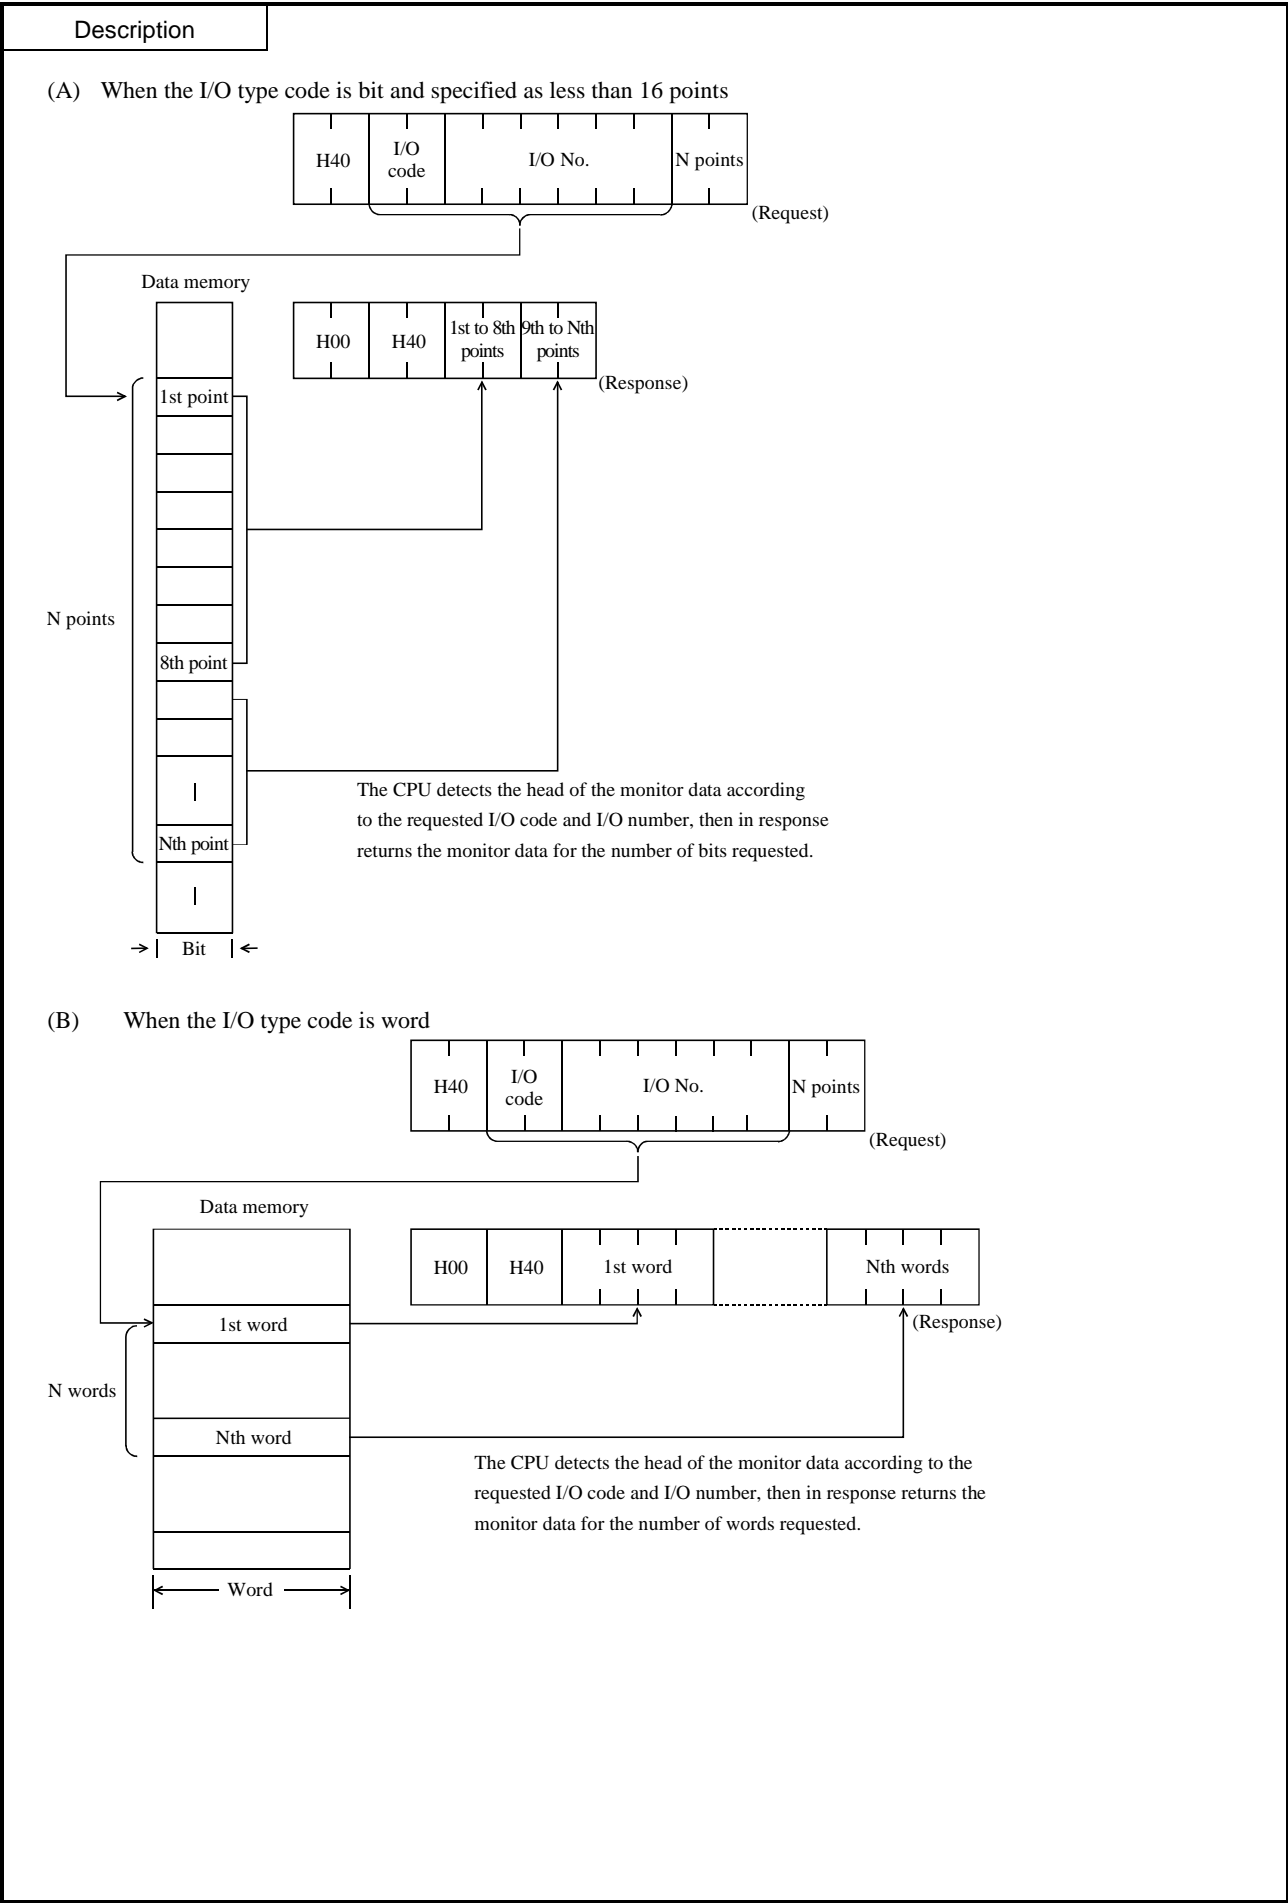 Description
(A) When the I/O type code is bit and specified as less than 16 points
H40
I/O
code
I/O No.
N points
(Request)
Data memory
H00
H40
1st to 8th
points
9th to Nth
points
(Response)
1st point
N points
8th point
The CPU detects the head of the monitor data according
to the requested I/O code and I/O number, then in response
returns the monitor data for the number of bits requested.
Nth point
Bit
(B) When the I/O type code is word
H40
I/O
code
I/O No.
N points
(Request)
Data memory
H00
H40
1st word
Nth words
(Response)
1st word
N words
Nth word
The CPU detects the head of the monitor data according to the
requested I/O code and I/O number, then in response returns the
monitor data for the number of words requested.
Word